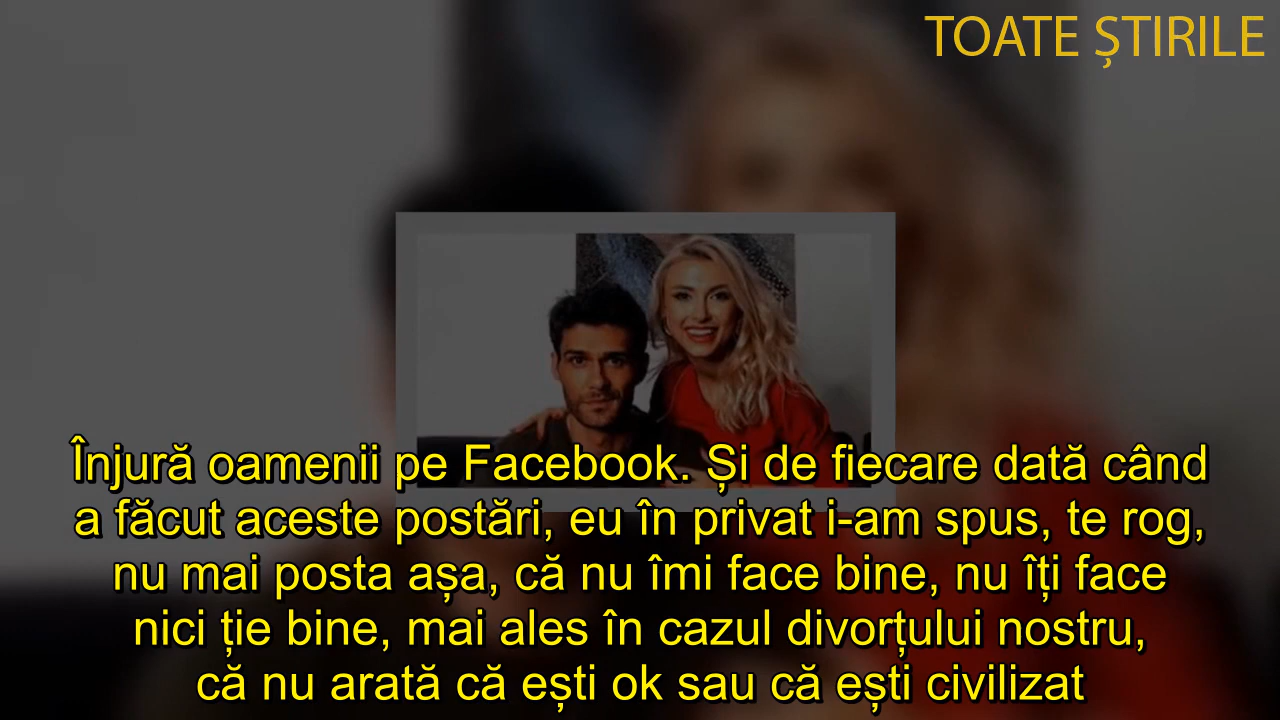 TOATE ȘTIRILE
Înjură oamenii pe Facebook. Și de fiecare dată când
a făcut aceste postări, eu în privat i-am spus, te rog,
nu mai posta așa, că nu îmi face bine, nu îți face
nici ție bine, mai ales în cazul divorțului nostru,
că nu arată că ești ok sau că ești civilizat